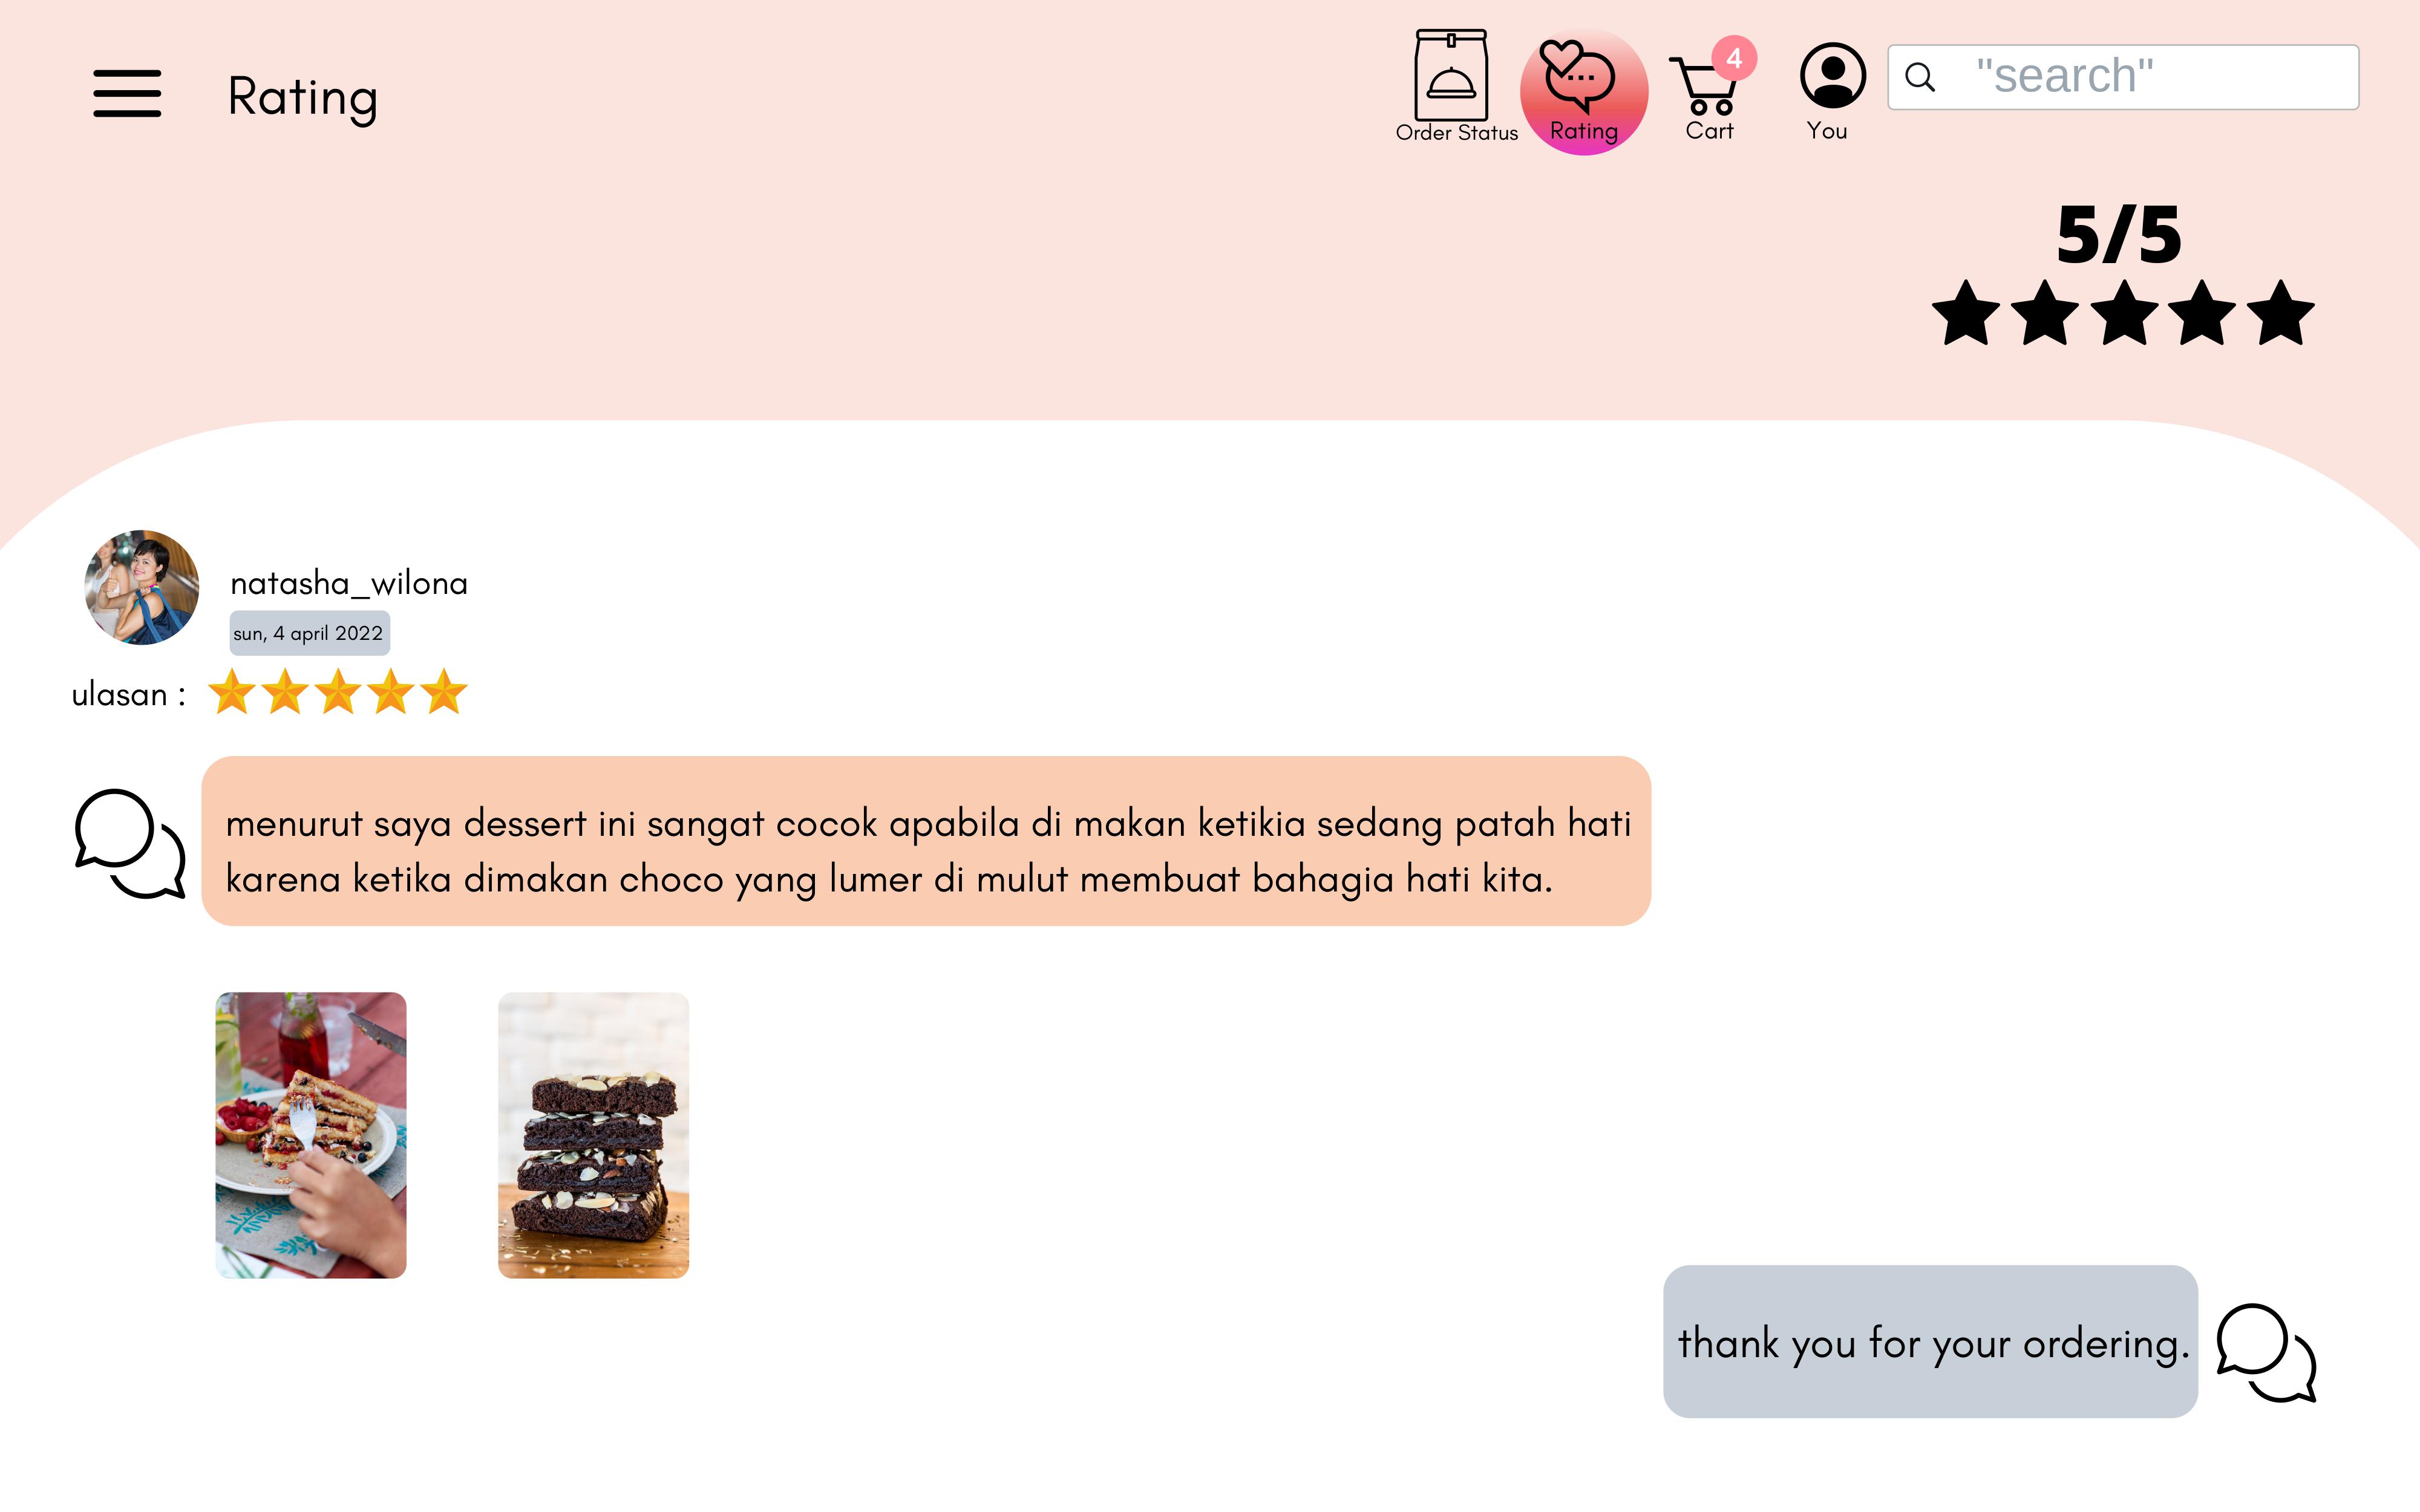 Rating
Order Status
Rating
4
Cart
You
"search"
5/5
natasha_wilona
sun, 4 april 2022
ulasan :
menurut saya dessert ini sangat cocok apabila di makan ketikia sedang patah hati
karena ketika dimakan choco yang lumer di mulut membuat bahagia hati kita.
thank you for your ordering.